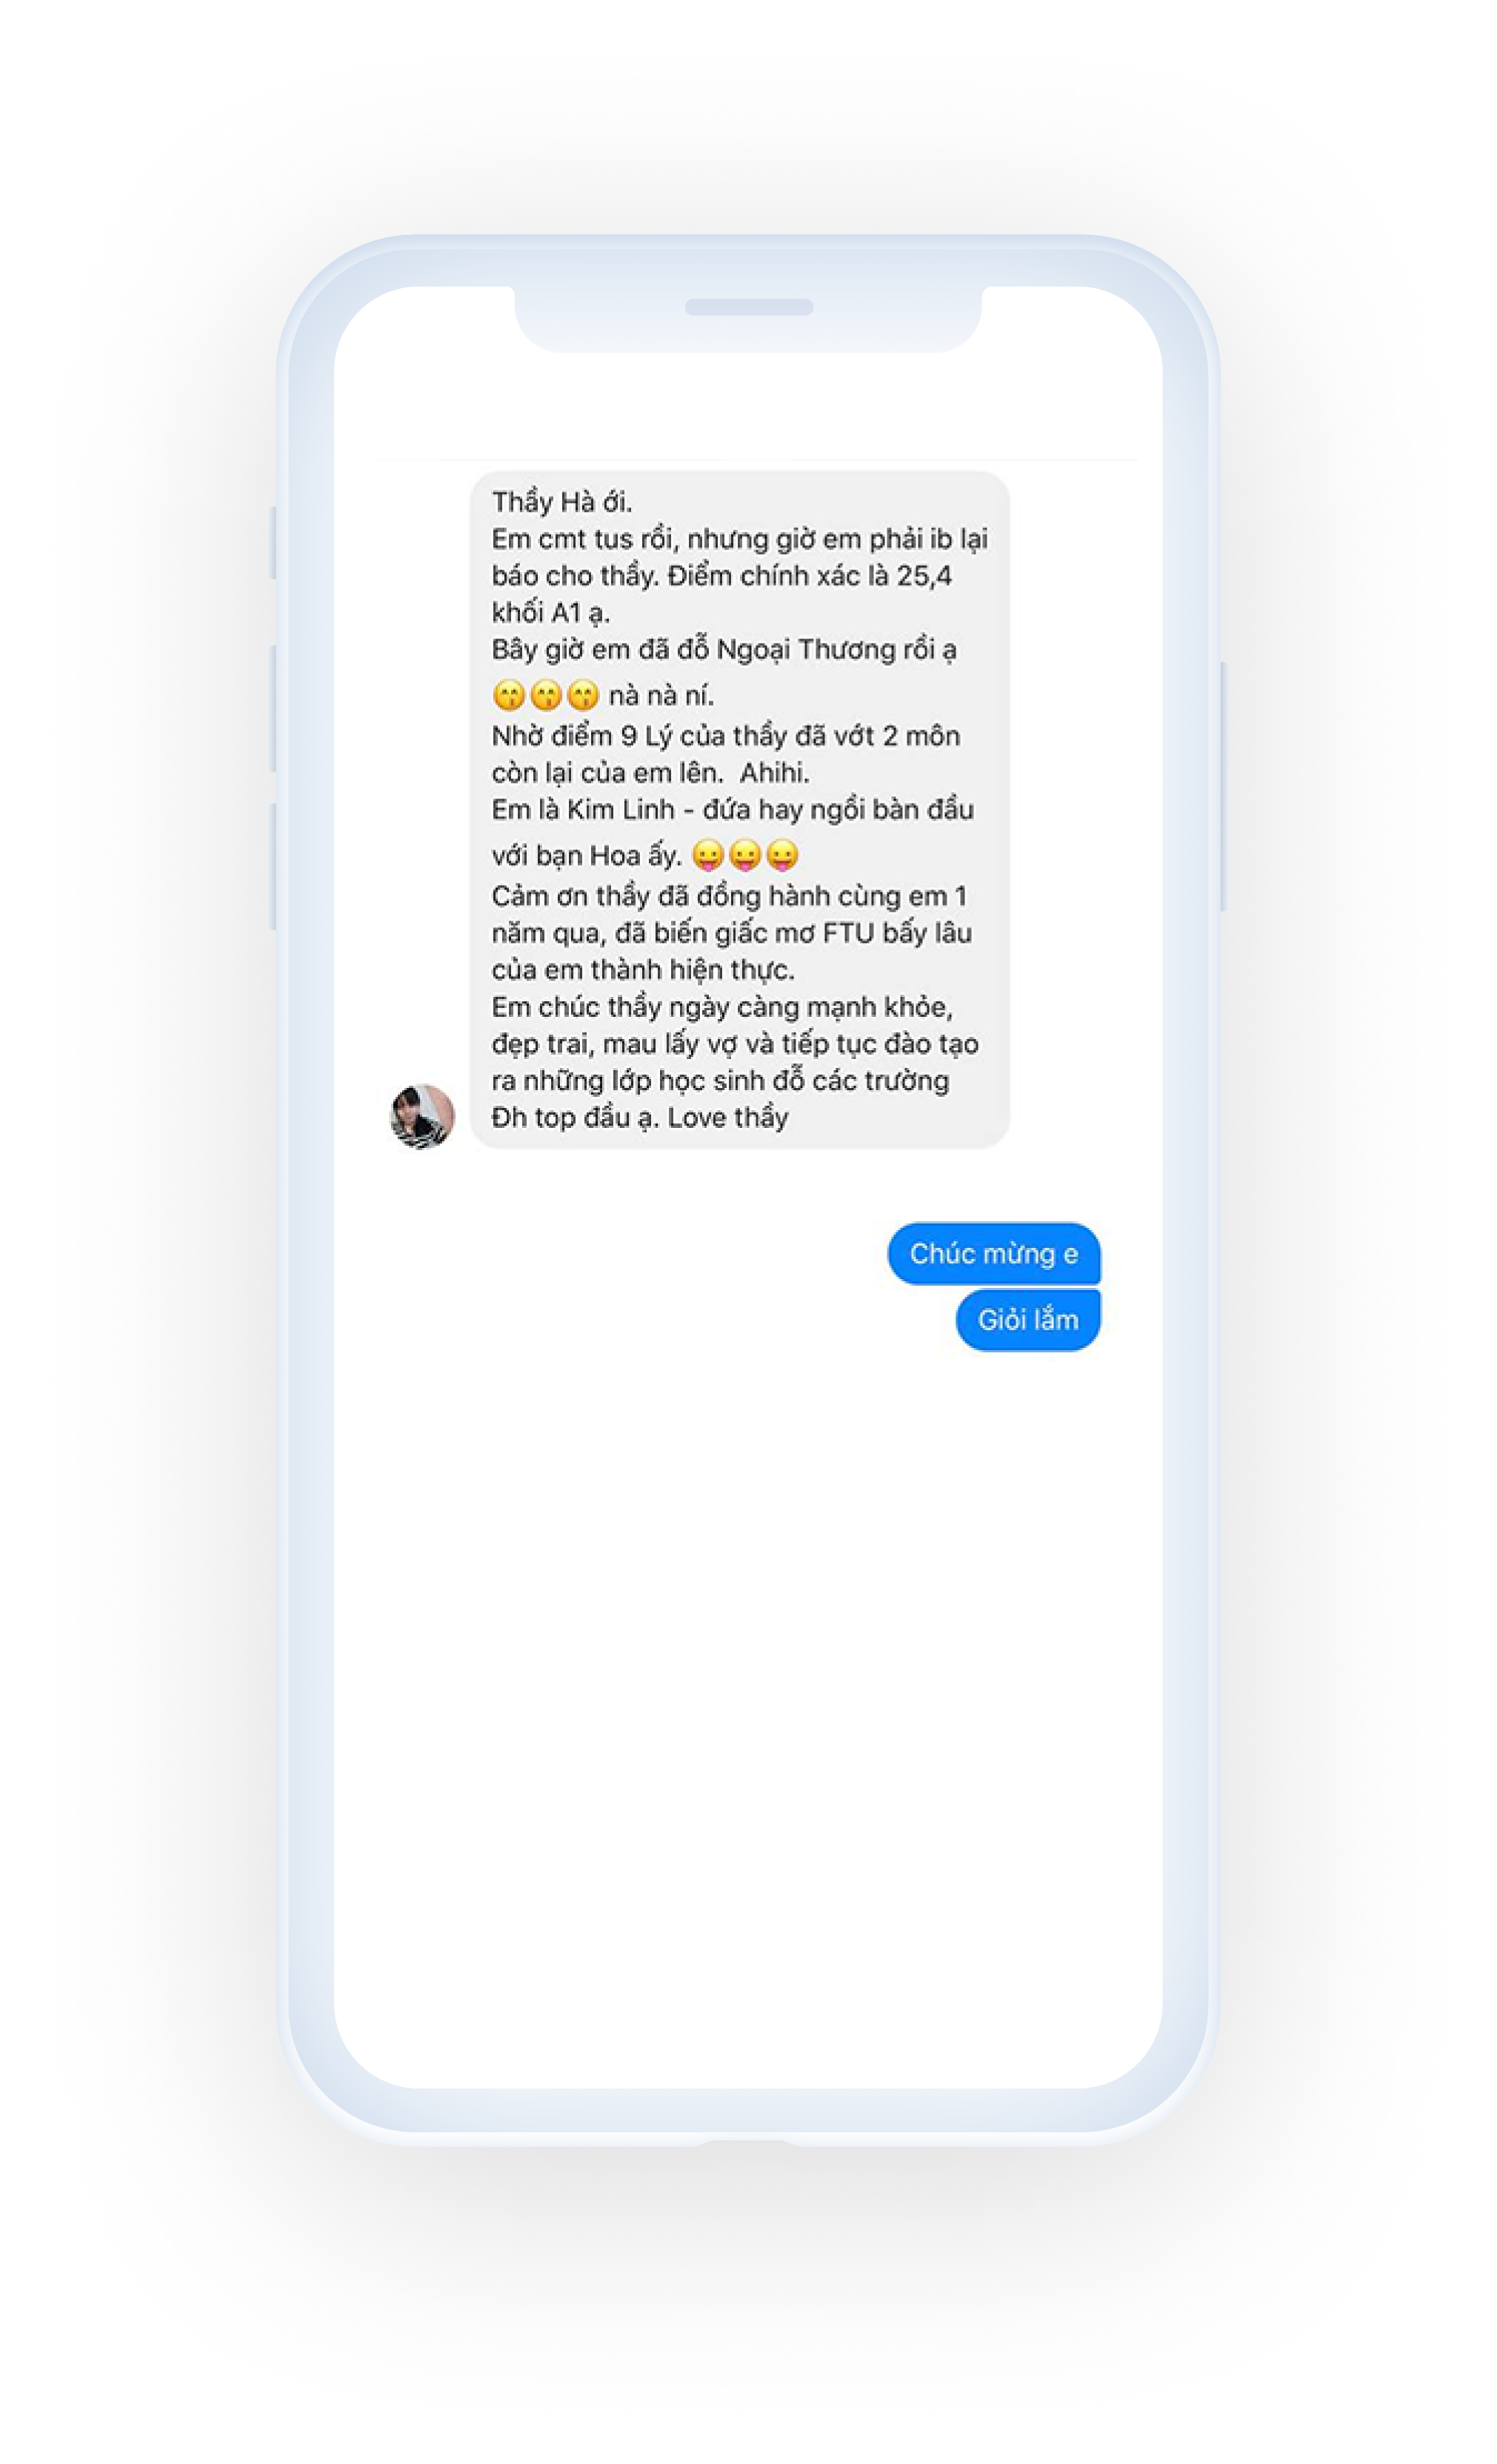 Thầy Hà ới.
Em cmt tus rồi, nhưng giờ em phải ib lại
báo cho thầy. Điểm chính xác là 25,4
khối A1 ạ.
Bây giờ em đã đỗ Ngoại Thương rồi ạ
😙😙😙 nà nà ní.
Nhờ điểm 9 Lý của thầy đã vớt 2 môn
còn lại của em lên.  Ahihi.
Em là Kim Linh - đứa hay ngồi bàn đầu
với bạn Hoa ấy. 😛😛😛
Cảm ơn thầy đã đồng hành cùng em 1
năm qua, đã biến giấc mơ FTU bấy lâu
của em thành hiện thực.
Em chúc thầy ngày càng mạnh khỏe,
đẹp trai, mau lấy vợ và tiếp tục đào tạo
ra những lớp học sinh đỗ các trường
Đh top đầu ạ. Love thầy
Chúc mừng e
Giỏi lắm